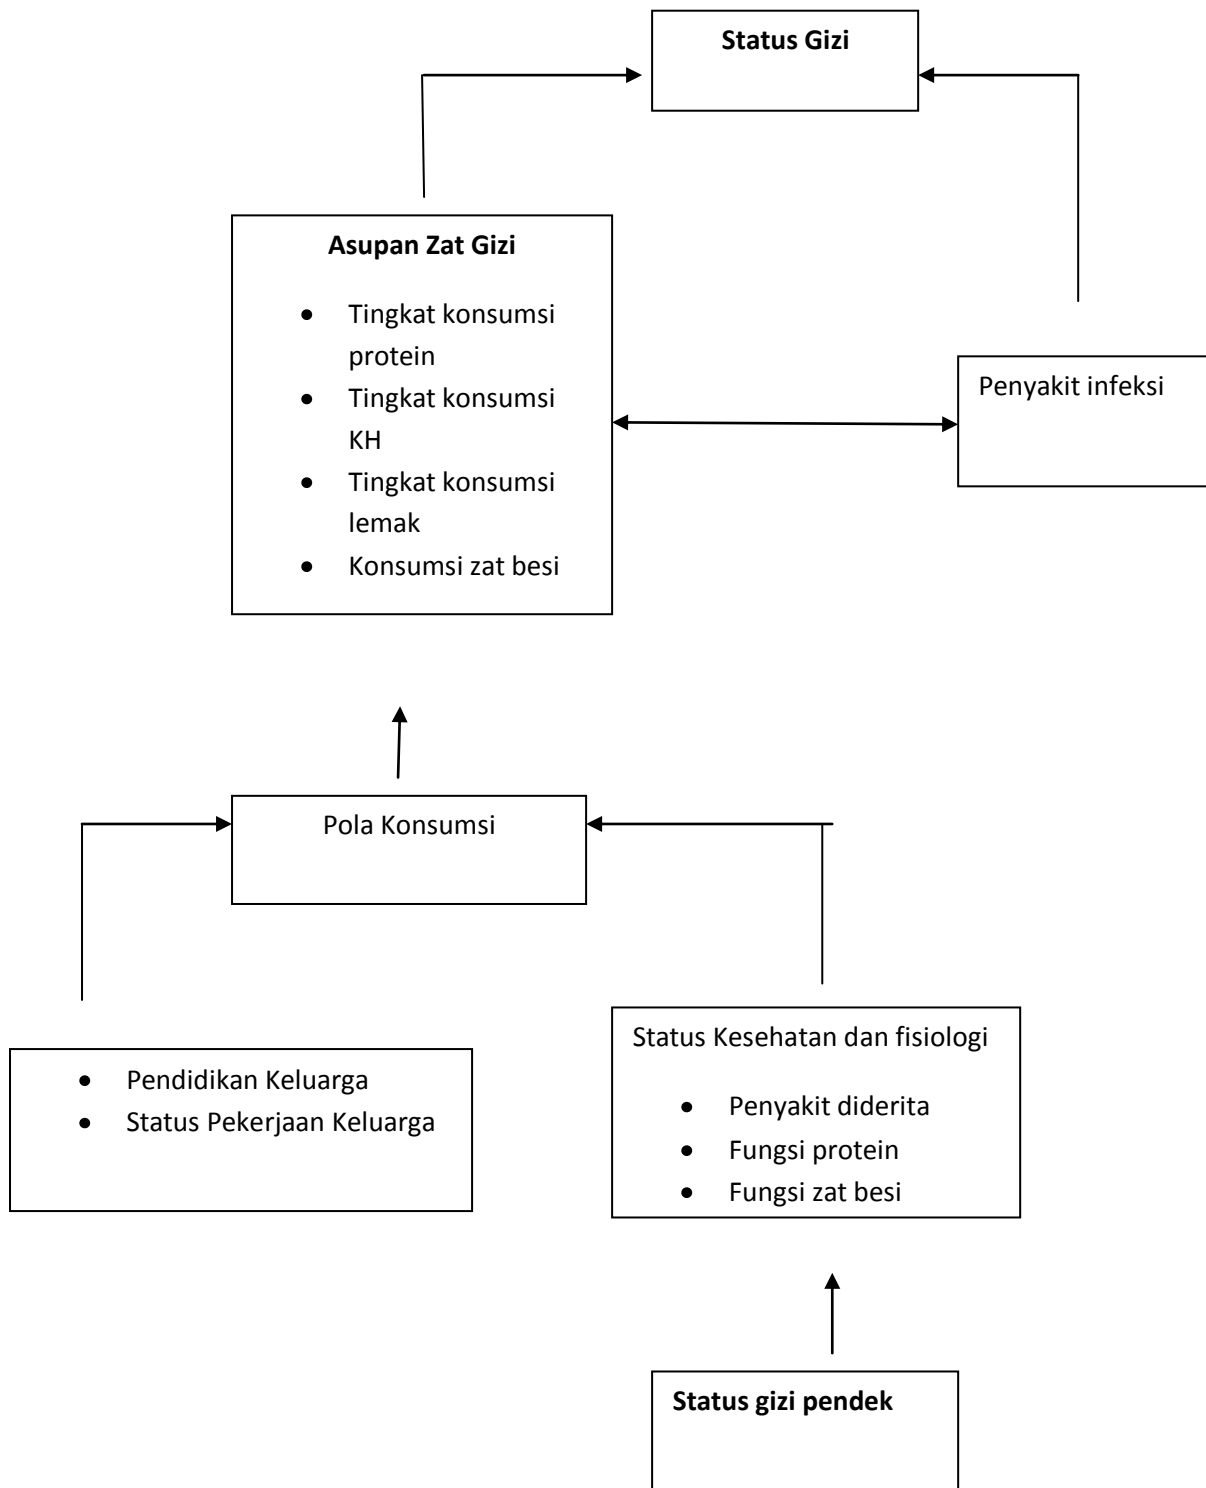 Status Gizi
Asupan Zat Gizi
• Tingkat konsumsi
protein
• Tingkat konsumsi
KH
• Tingkat konsumsi
lemak
• Konsumsi zat besi
Penyakit infeksi
Pola Konsumsi
• Pendidikan Keluarga
• Status Pekerjaan Keluarga
Status Kesehatan dan fisiologi
• Penyakit diderita
• Fungsi protein
• Fungsi zat besi
Status gizi pendek